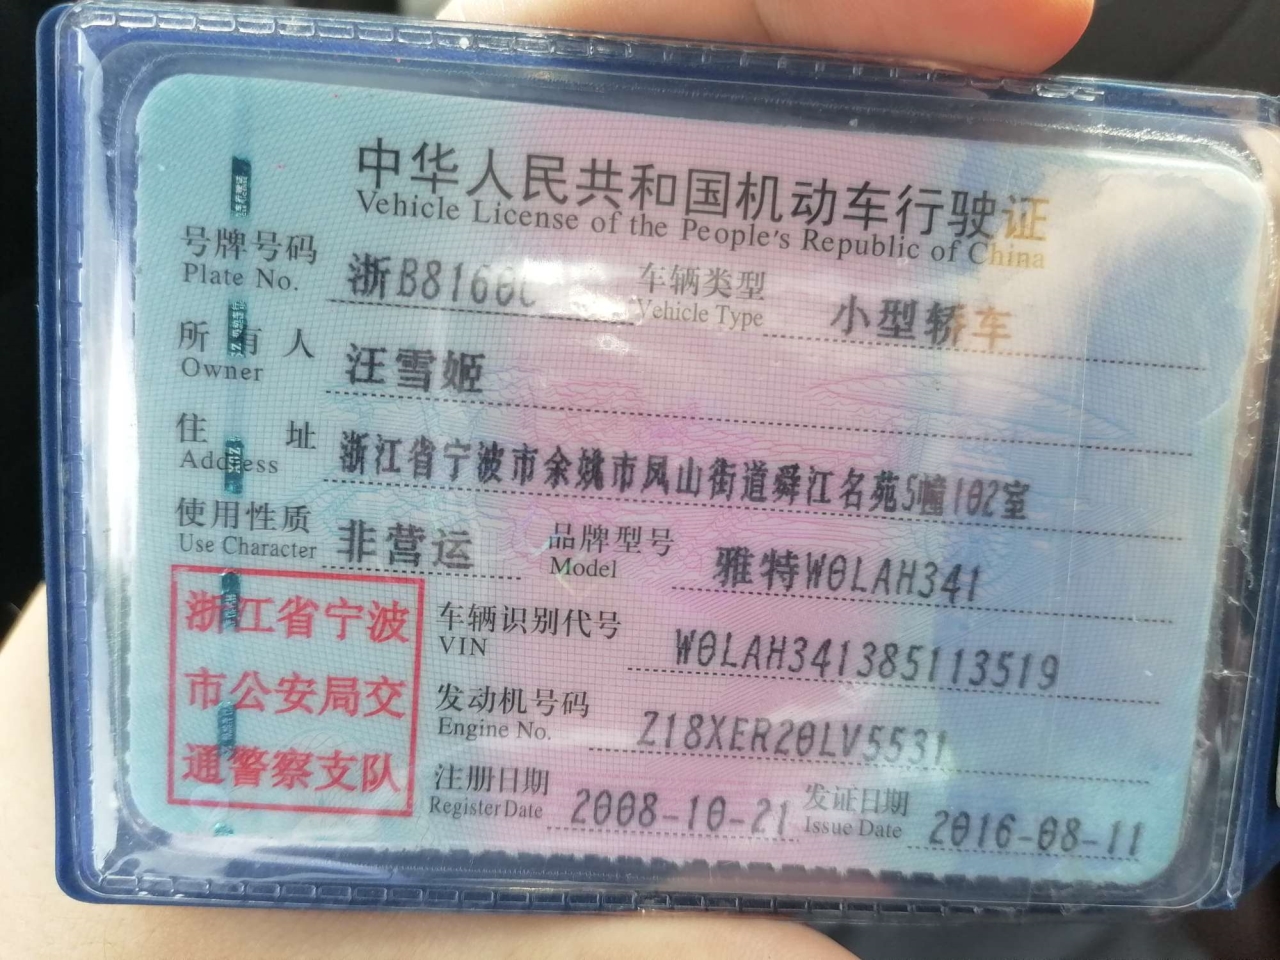 中华人民共和国机动车行驶证
Vehicle License of the People's Republic of China
号牌号码 车辆类型 小型轿车
Plate No. Vehicle Type
所有人 汪雪姬
Owner
住址 浙江省宁波市余姚市凤山街道舜江名苑5幢102室
Address
使用性质 非营运 品牌型号 雅特W0LAH341
Use Character Model
浙江省宁波
市公安局交
通警察支队
车辆识别代号 W0LAH341385113519
VIN
发动机号码 Z18XER20LV5531
Engine No.
注册日期 2008-10-21 发证日期 2016-08-11
Register Date Issue Date